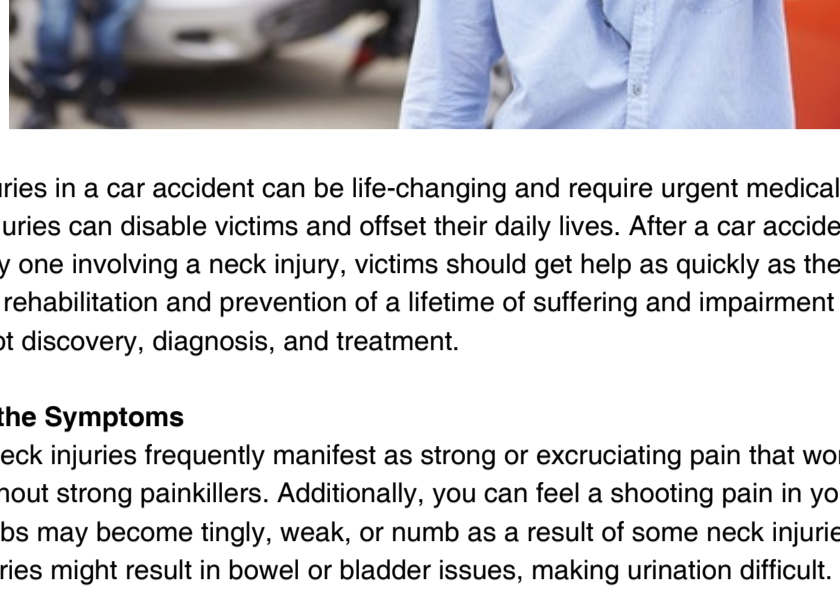 uries in a car accident can be life-changing and require urgent medical
uries can disable victims and offset their daily lives. After a car accide
y one involving a neck injury, victims should get help as quickly as the
rehabilitation and prevention of a lifetime of suffering and impairment
ot discovery, diagnosis, and treatment.
the Symptoms
eck injuries frequently manifest as strong or excruciating pain that wo
hout strong painkillers. Additionally, you can feel a shooting pain in yo
bs may become tingly, weak, or numb as a result of some neck injurie
ries might result in bowel or bladder issues, making urination difficult.